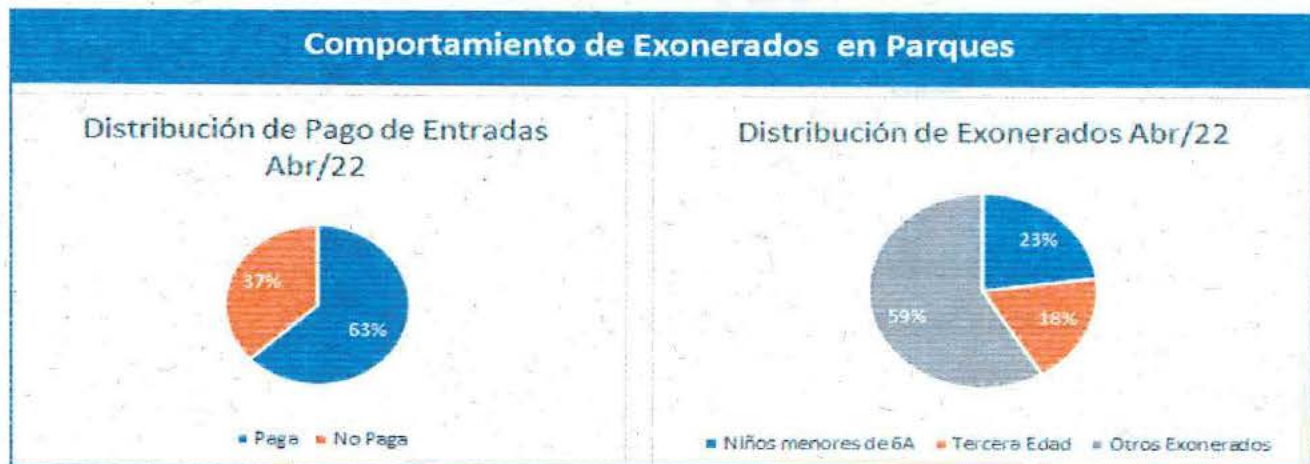 Comportamiento de Exonerados en Parques
Distribución de Pago de Entradas
Abr/22
37%
63%
Paga No Paga
Distribución de Exonerados Abr/22
23%
18%
59%
Niños menores de 6A Tercera Edad Otros Exonerados